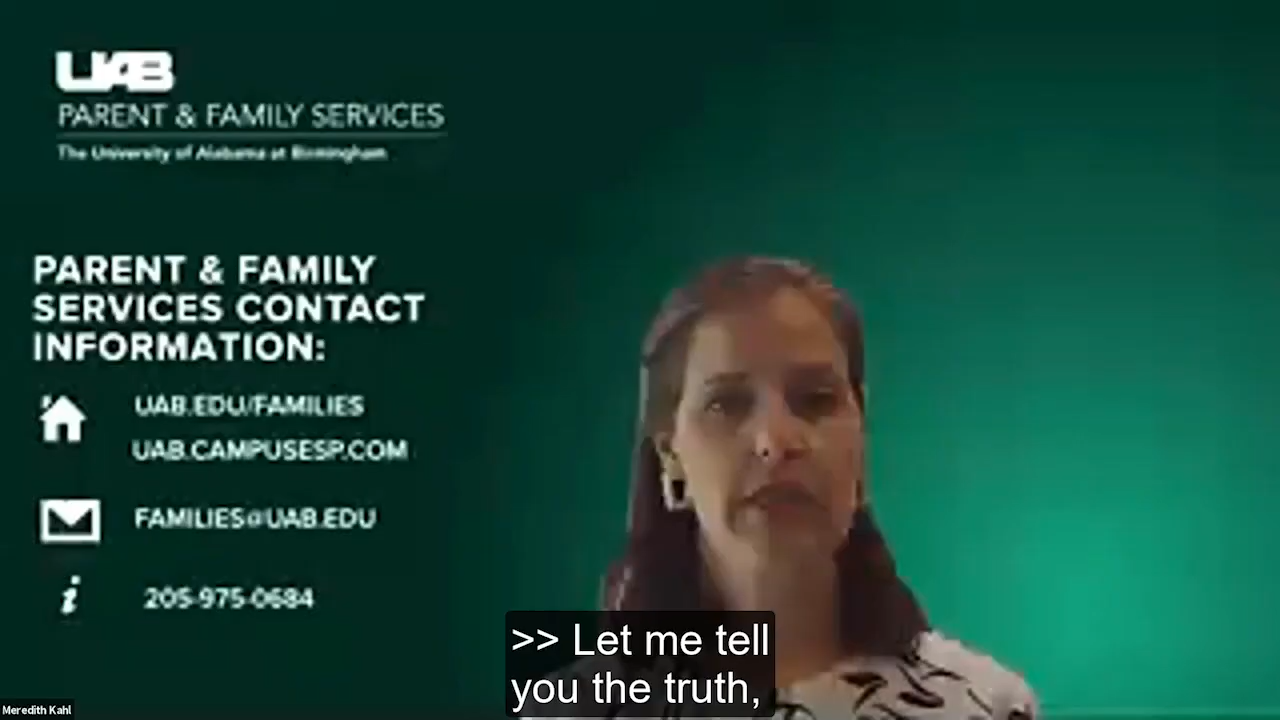 UAB
PARENT & FAMILY SERVICES
The University of Alabama at Birmingham
PARENT & FAMILY
SERVICES CONTACT
INFORMATION:
UAB.EDU/FAMILIES
UAB.CAMPUSESP.COM
FAMILIES@UAB.EDU
i 205-975-0684
>> Let me tell
you the truth,
Meredith Kahl